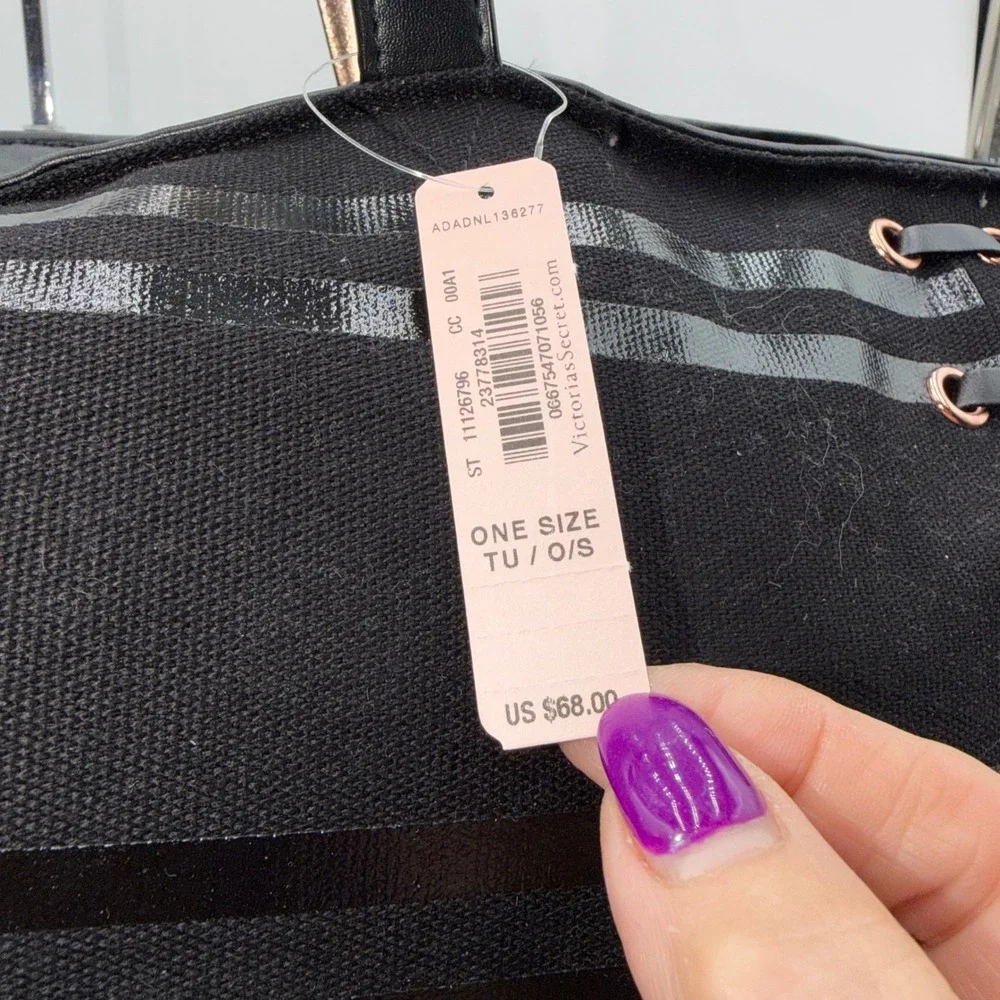 ADADNL136277
ST 11126796 CC 00A1
23778314
0667547071056
VictoriasSecret.com
ONE SIZE
TU / O/S
US $68.00